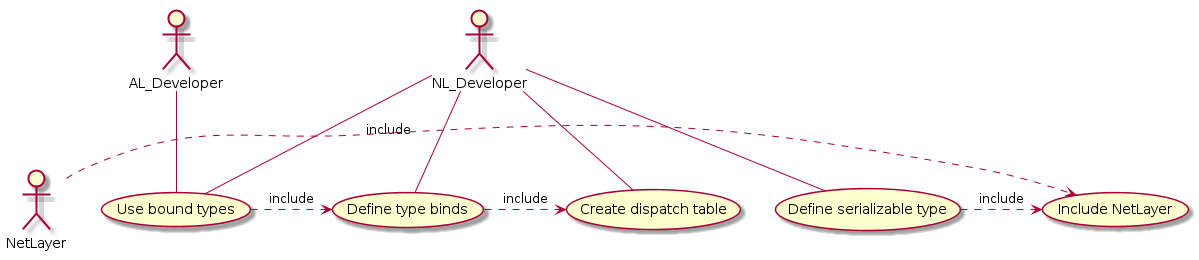 AL_Developer
NL_Developer
include
NetLayer
Use bound types
include
Define type binds
include
Create dispatch table
Define serializable type
include
Include NetLayer